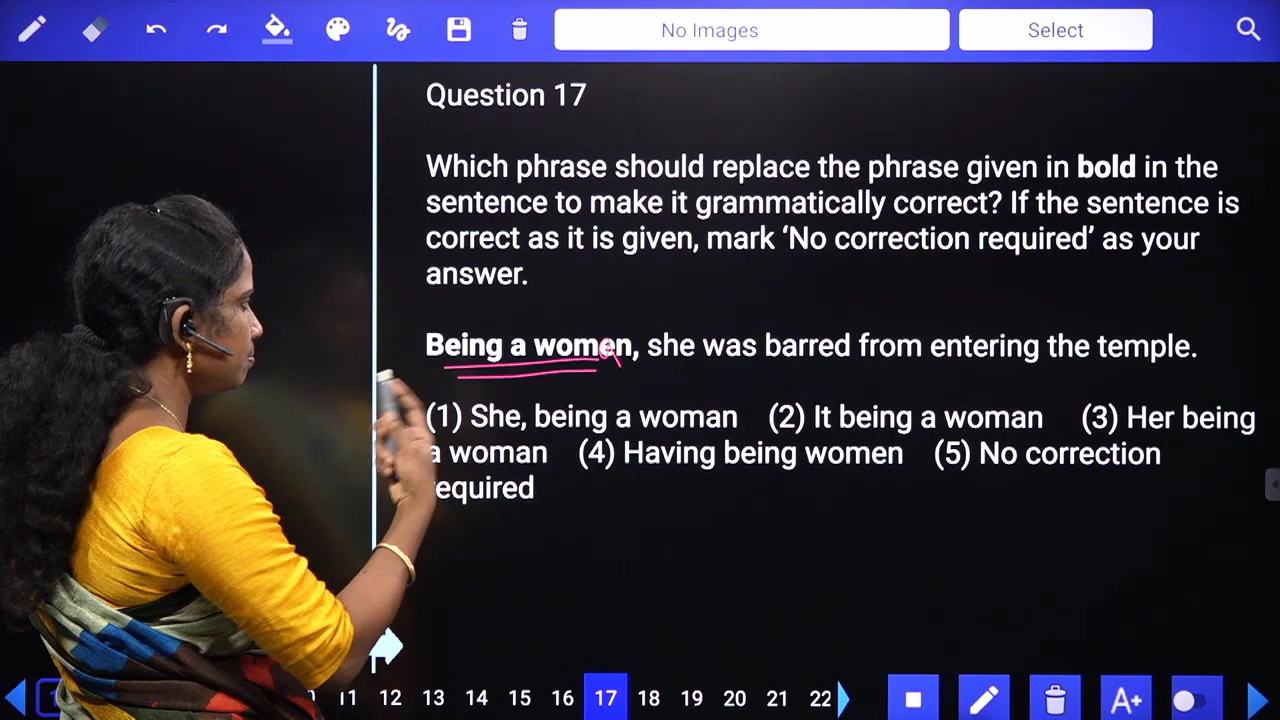 No Images
Select
Question 17
Which phrase should replace the phrase given in bold in the
sentence to make it grammatically correct? If the sentence is
correct as it is given, mark ‘No correction required’ as your
answer.
Being a women, she was barred from entering the temple.
a
(1) She, being a woman (2) It being a woman (3) Her being
a woman (4) Having being women (5) No correction
required
11 12 13 14 15 16 17 18 19 20 21 22
A+